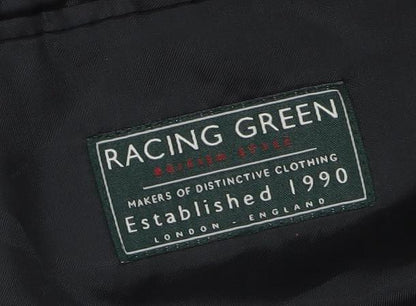 RACING GREEN
MAKERS OF DISTINCTIVE CLOTHING
Established 1990
LONDON - ENGLAND